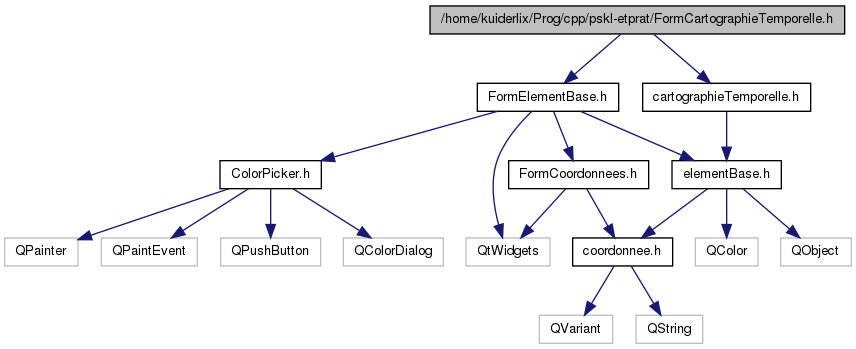 /home/kuiderlix/Prog/cpp/pskl-etprat/FormCartographieTemporelle.h
FormElementBase.h
cartographieTemporelle.h
ColorPicker.h
FormCoordonnees.h
elementBase.h
QPainter
QPaintEvent
QPushButton
QColorDialog
QtWidgets
coordonnee.h
QColor
QObject
QVariant
QString